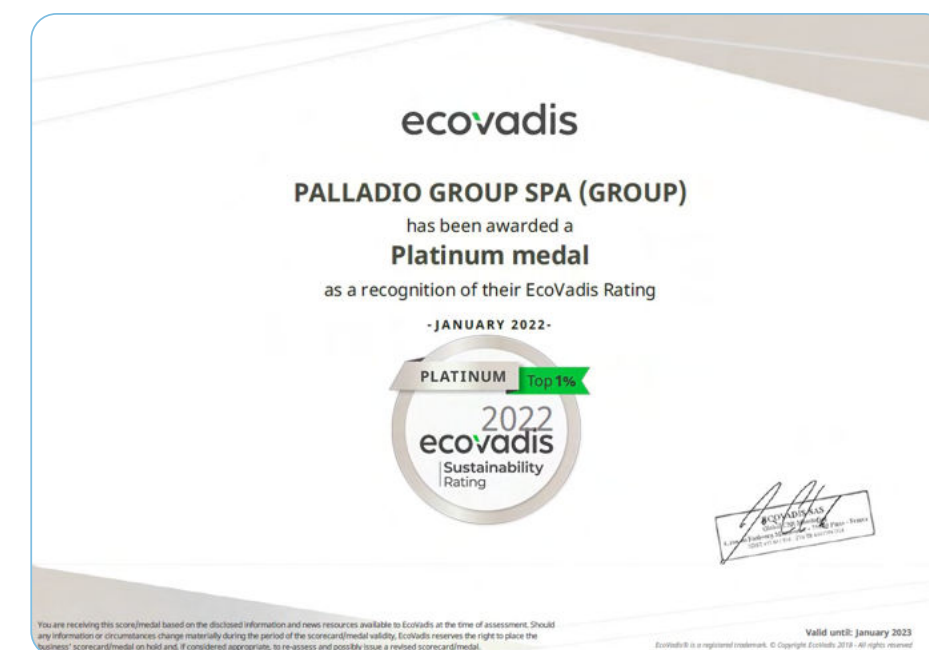 ecovadis
PALLADIO GROUP SPA (GROUP)
has been awarded a
Platinum medal
as a recognition of their EcoVadis Rating
-JANUARY 2022-
PLATINUM Top 1%
2022
ecovadis
Sustainability
Rating
ECOVADIS SAS
You are receiving this score/medal based on the disclosed information and news resources available to EcoVadis at the time of assessment. Should
any information or circumstances change materially during the period of the scorecard/medal validity, EcoVadis reserves the right to place the
business' scorecard/medal on hold and, if considered appropriate, to re-assess and possibly issue a revised scorecard/medal.
Valid until: January 2023
EcoVadis® is a registered trademark. © Copyright EcoVadis 2018 - All rights reserved